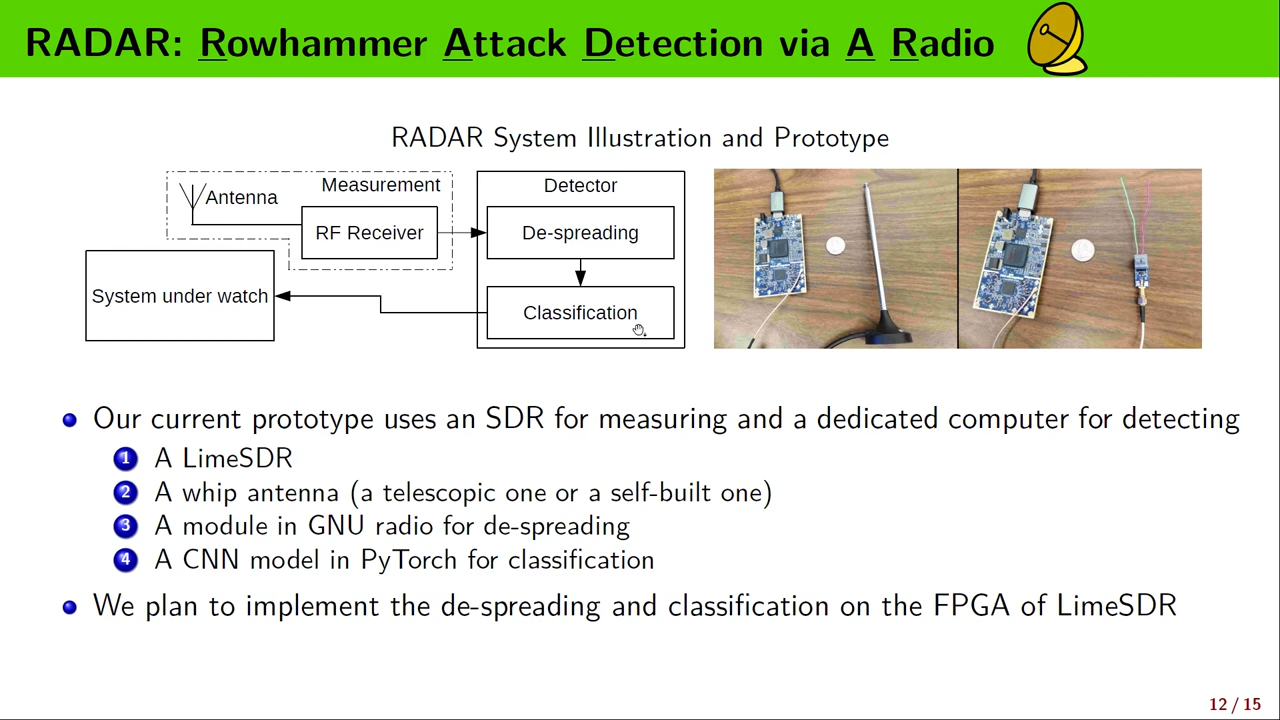 RADAR: Rowhammer Attack Detection via A Radio
RADAR System Illustration and Prototype
Antenna
Measurement
RF Receiver
System under watch
Detector
De-spreading
Classification
Our current prototype uses an SDR for measuring and a dedicated computer for detecting
1 A LimeSDR
2 A whip antenna (a telescopic one or a self-built one)
3 A module in GNU radio for de-spreading
4 A CNN model in PyTorch for classification
We plan to implement the de-spreading and classification on the FPGA of LimeSDR
12 / 15